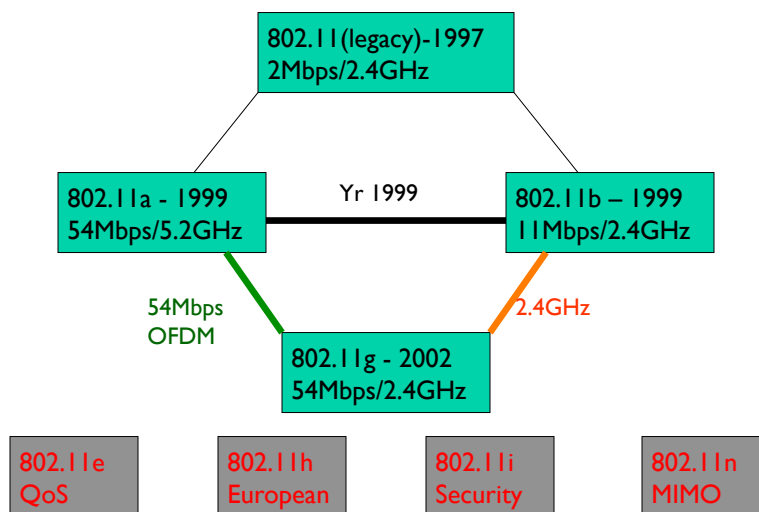 802.11(legacy)-1997
2Mbps/2.4GHz
802.11a - 1999
54Mbps/5.2GHz
Yr 1999
802.11b – 1999
11Mbps/2.4GHz
54Mbps
OFDM
2.4GHz
802.11g - 2002
54Mbps/2.4GHz
802.11e
QoS
802.11h
European
802.11i
Security
802.11n
MIMO